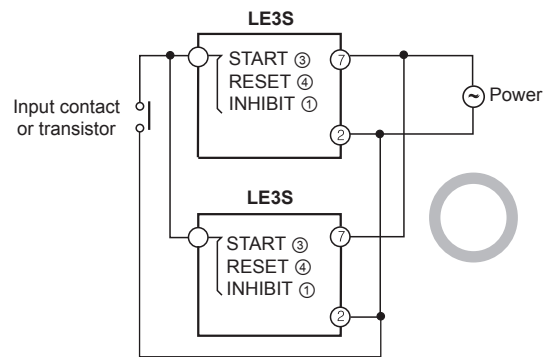 LE3S
START ③
RESET ④
INHIBIT ①
7
2
Input contact
or transistor
Power
LE3S
START ③
RESET ④
INHIBIT ①
7
2